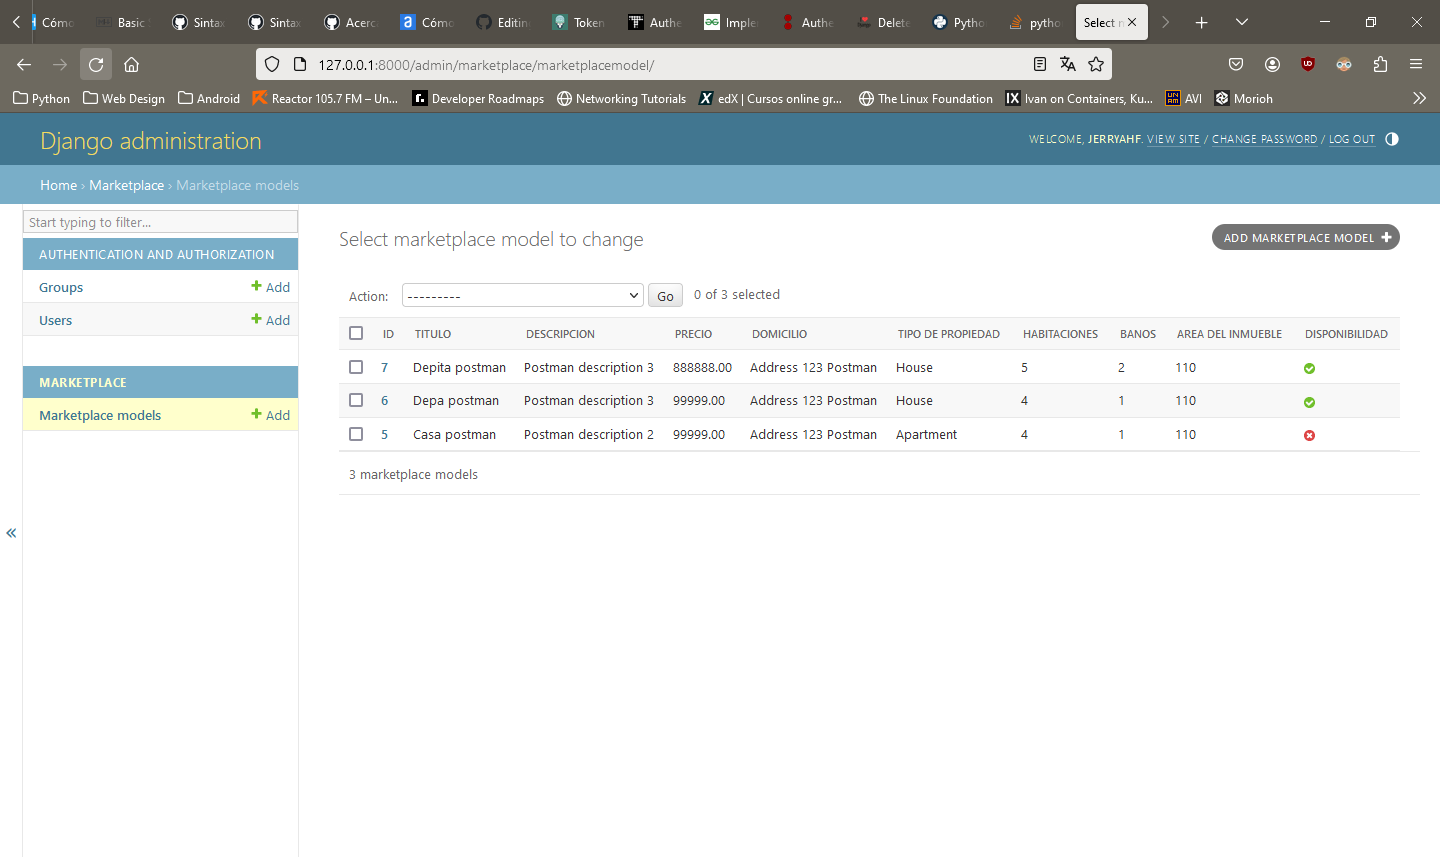 Cómo Basic Sintax Sintax Acerc Cómo Editin Token Authe Imple Authe Delete Pytho pytho Select
127.0.0.1:8000/admin/marketplace/marketplacemodel/
Python Web Design Android Reactor 105.7 FM – Un... Developer Roadmaps Networking Tutorials edX | Cursos online gr... The Linux Foundation Ivan on Containers, Ku... AVI Morioh
Django administration
WELCOME, JERRYAHF. VIEW SITE / CHANGE PASSWORD / LOG OUT
Home › Marketplace › Marketplace models
Start typing to filter...
AUTHENTICATION AND AUTHORIZATION
Groups Add
Users Add
MARKETPLACE
Marketplace models Add
Select marketplace model to change
ADD MARKETPLACE MODEL
Action: --------- Go 0 of 3 selected
ID TITULO DESCRIPCION PRECIO DOMICILIO TIPO DE PROPIEDAD HABITACIONES BANOS AREA DEL INMUEBLE DISPONIBILIDAD
7 Depita postman Postman description 3 888888.00 Address 123 Postman House 5 2 110
6 Depa postman Postman description 3 99999.00 Address 123 Postman House 4 1 110
5 Casa postman Postman description 2 99999.00 Address 123 Postman Apartment 4 1 110
3 marketplace models